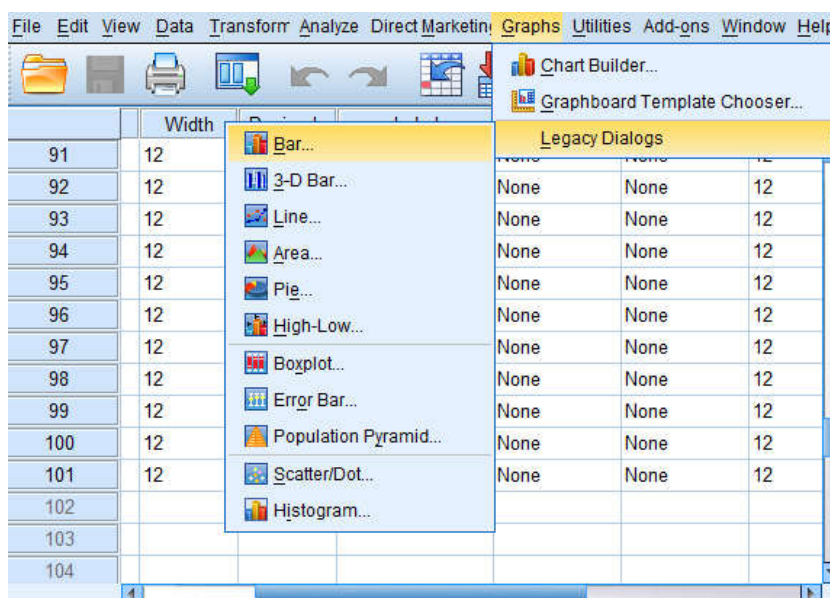 File Edit View Data Transform Analyze Direct Marketing Graphs Utilities Add-ons Window Help
Chart Builder...
Graphboard Template Chooser...
Legacy Dialogs
Width
Bar...
3-D Bar...
Line...
Area...
Pie...
High-Low...
Boxplot...
Error Bar...
Population Pyramid...
Scatter/Dot...
Histogram...
91 12 12
92 12 None None 12
93 12 None None 12
94 12 None None 12
95 12 None None 12
96 12 None None 12
97 12 None None 12
98 12 None None 12
99 12 None None 12
100 12 None None 12
101 12 None None 12
102
103
104